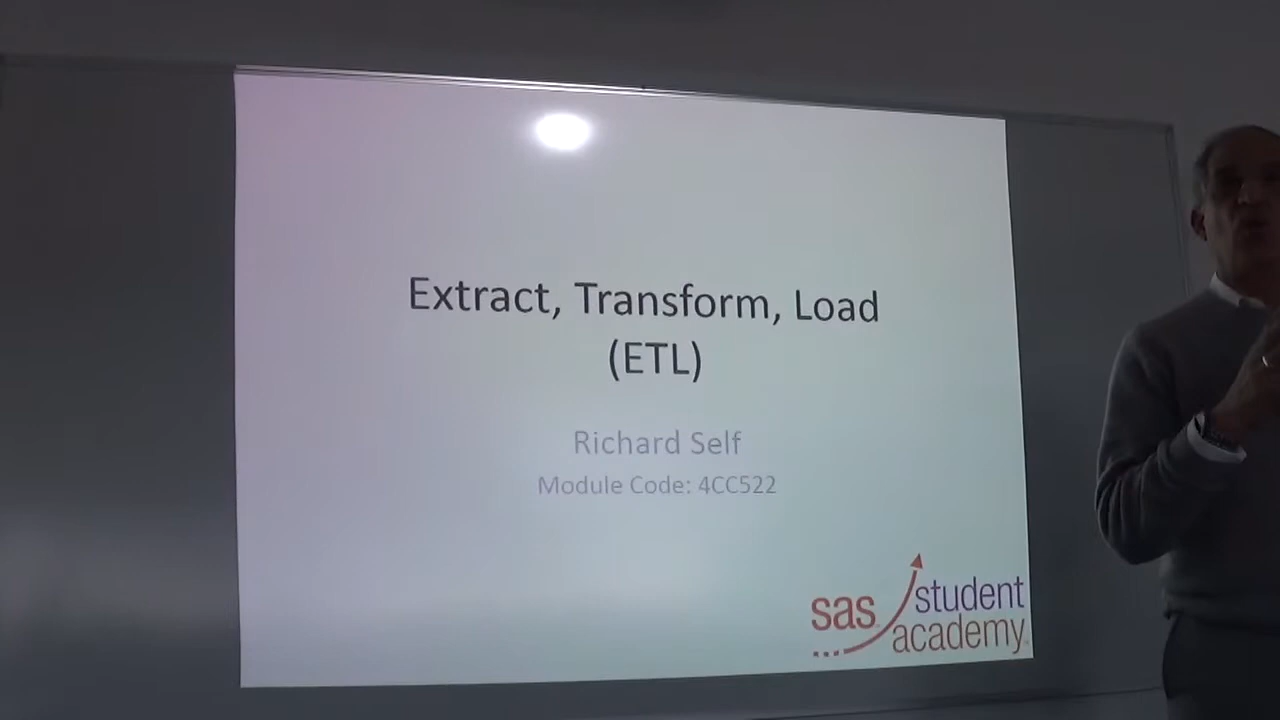 Extract, Transform, Load
(ETL)
Richard Self
Module Code: 4CC522
sas student
academy